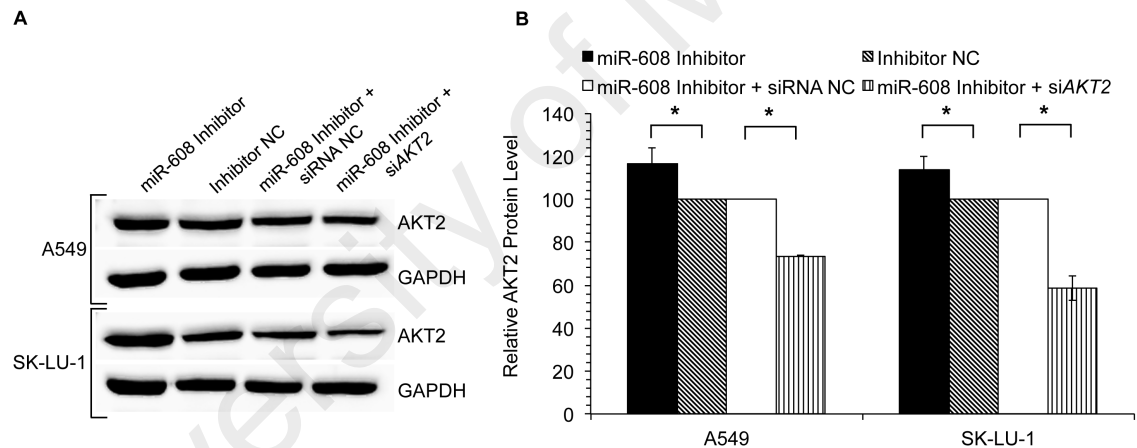 A
miR-608 Inhibitor
Inhibitor NC
miR-608 Inhibitor +
siRNA NC
miR-608 Inhibitor +
siAKT2
A549
AKT2
GAPDH
SK-LU-1
AKT2
GAPDH
B
miR-608 Inhibitor
Inhibitor NC
miR-608 Inhibitor + siRNA NC
miR-608 Inhibitor + siAKT2
Relative AKT2 Protein Level
140
120
100
80
60
40
20
0
*
*
*
*
A549
SK-LU-1